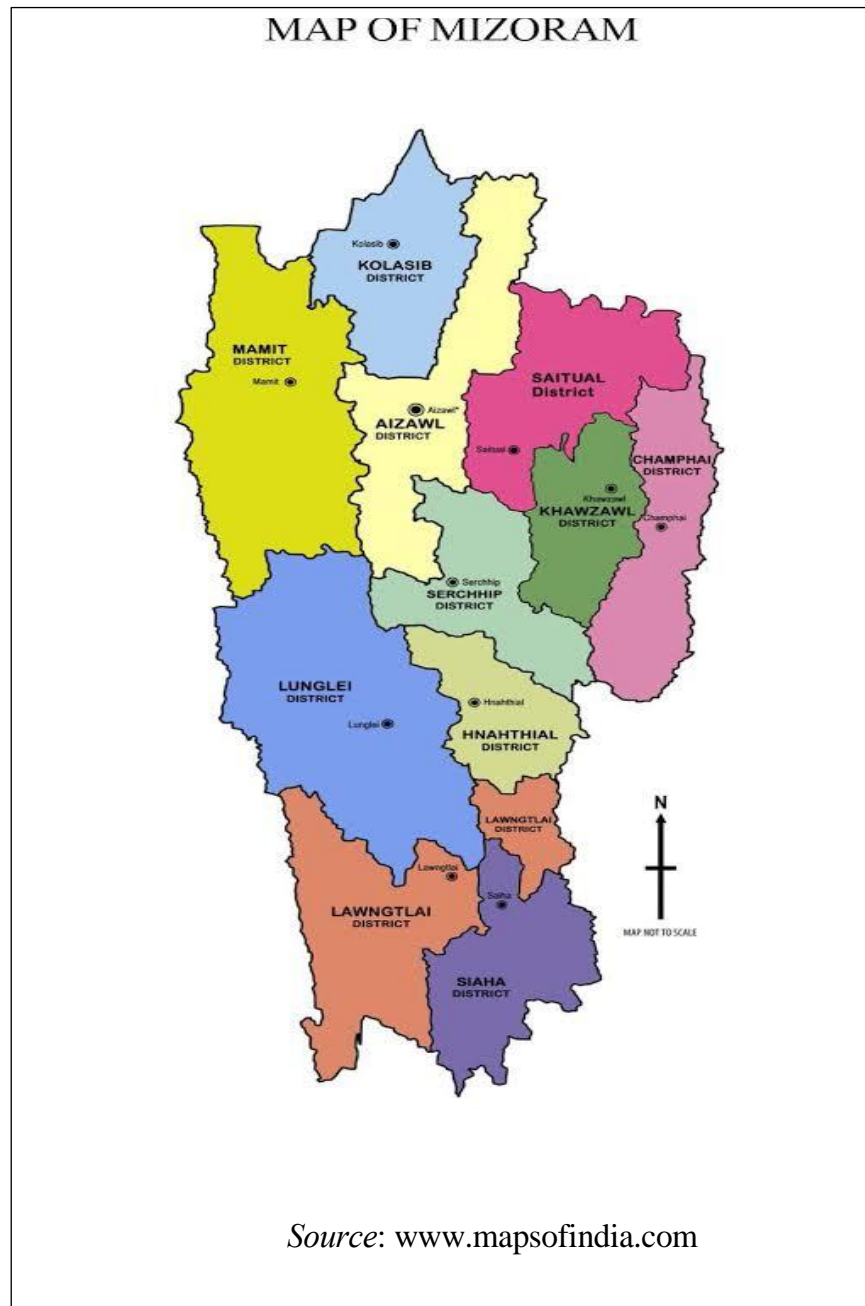 MAP OF MIZORAM
Kolasib
KOLASIB
DISTRICT
MAMIT
DISTRICT
Mamit
SAITUAL
District
Aizawl*
AIZAWL
DISTRICT
Saitual
CHAMPHAI
DISTRICT
Khawzawl
KHAWZAWL
DISTRICT
Champhai
Serchhip
SERCHHIP
DISTRICT
LUNGLEI
DISTRICT
Lunglei
Hnahthial
HNAHTHIAL
DISTRICT
LAWNGTLAI
DISTRICT
N
MAP NOT TO SCALE
Lawngtlai
LAWNGTLAI
DISTRICT
Saiha
SIAHA
DISTRICT
Source: www.mapsofindia.com